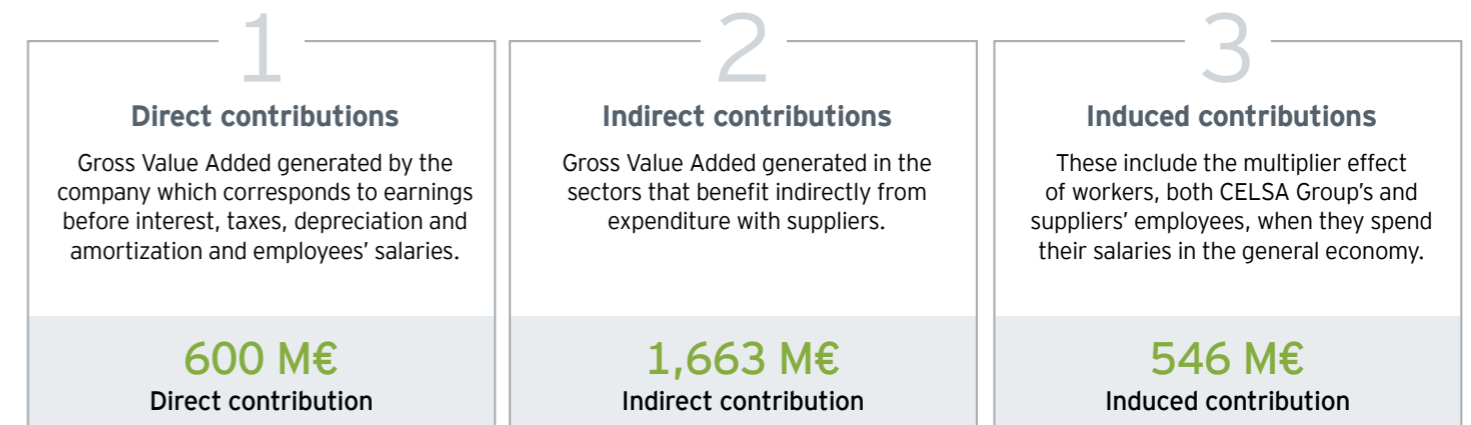 1
Direct contributions
Gross Value Added generated by the
company which corresponds to earnings
before interest, taxes, depreciation and
amortization and employees' salaries.
600 M€
Direct contribution
2
Indirect contributions
Gross Value Added generated in the
sectors that benefit indirectly from
expenditure with suppliers.
1,663 M€
Indirect contribution
3
Induced contributions
These include the multiplier effect
of workers, both CELSA Group's and
suppliers' employees, when they spend
their salaries in the general economy.
546 M€
Induced contribution